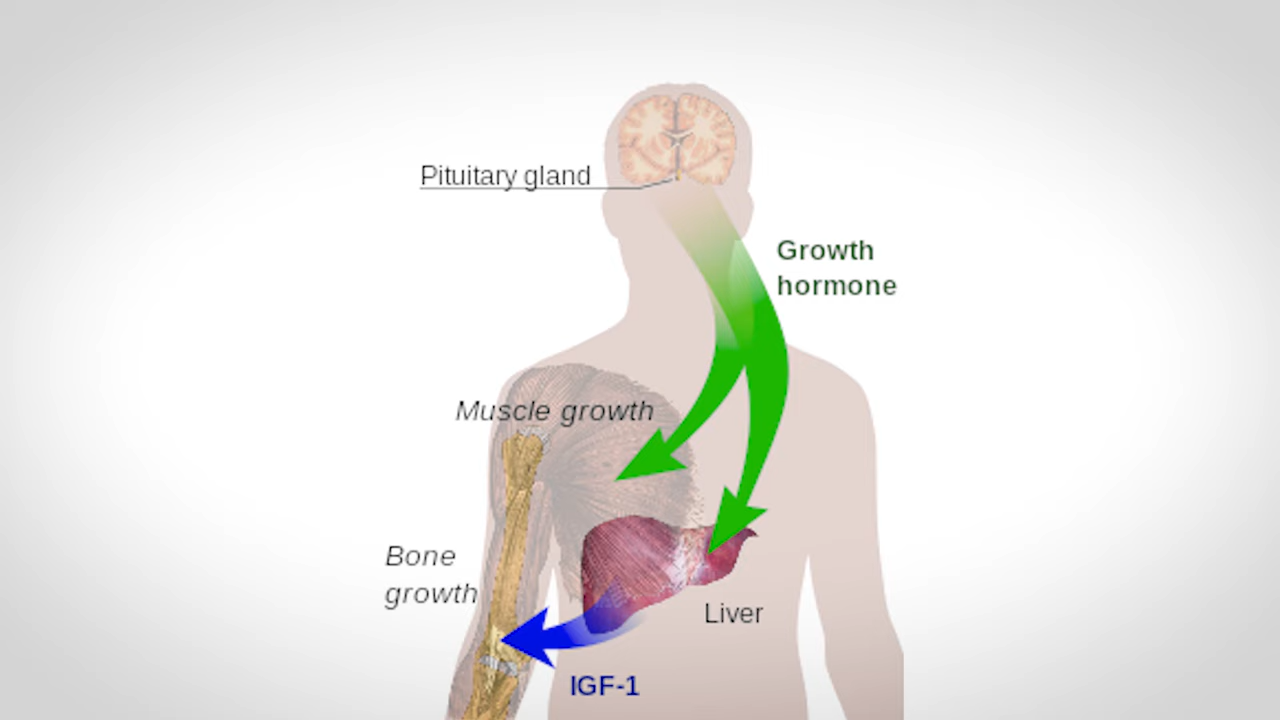 Pituitary gland
Growth
hormone
Muscle growth
Bone
growth
Liver
IGF-1